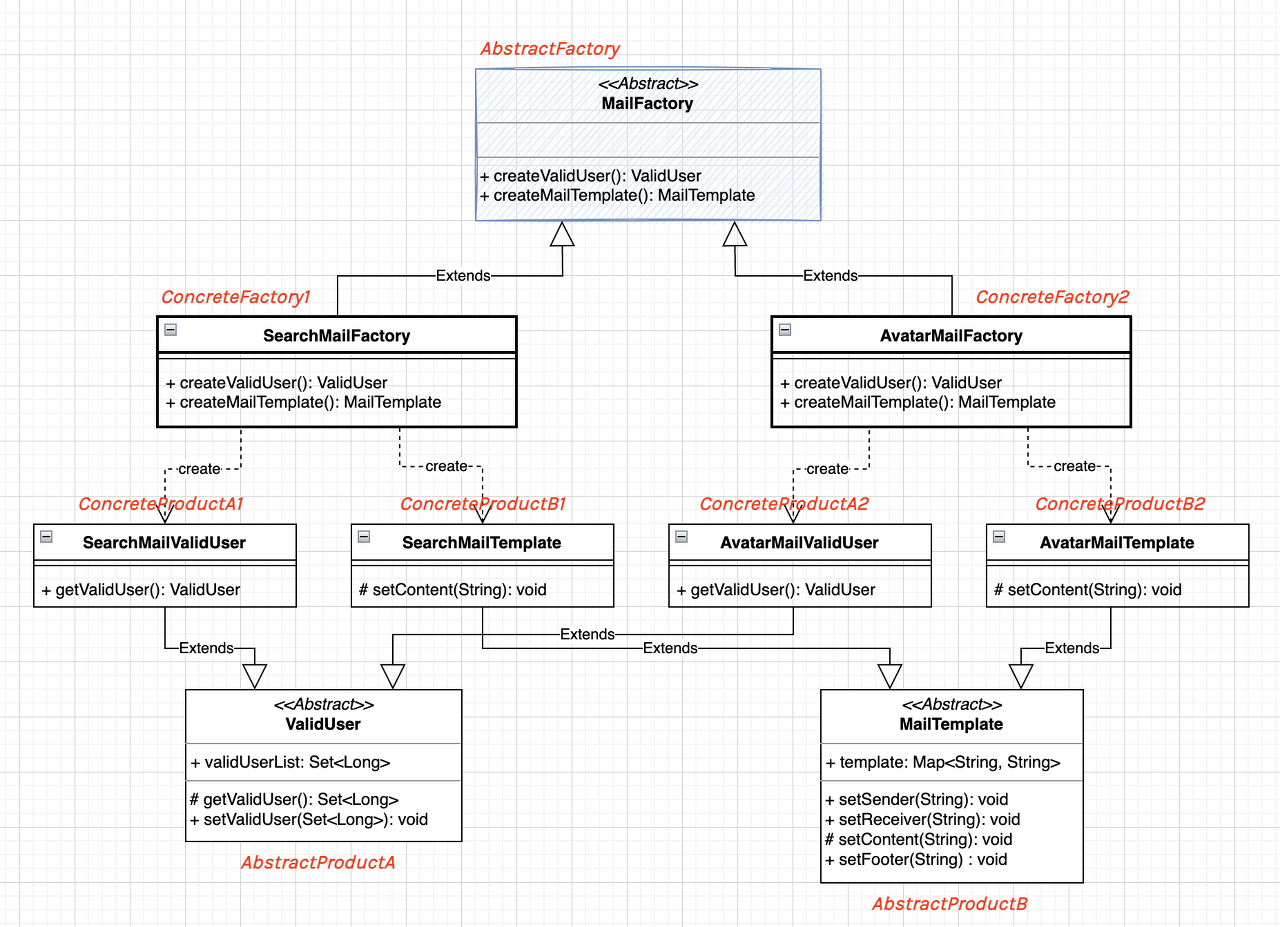 AbstractFactory
<<Abstract>>
MailFactory
+ createValidUser(): ValidUser
+ createMailTemplate(): MailTemplate
Extends
Extends
ConcreteFactory1
ConcreteFactory2
SearchMailFactory
+ createValidUser(): ValidUser
+ createMailTemplate(): MailTemplate
AvatarMailFactory
+ createValidUser(): ValidUser
+ createMailTemplate(): MailTemplate
create
create
create
create
ConcreteProductA1
ConcreteProductB1
ConcreteProductA2
ConcreteProductB2
SearchMailValidUser
+ getValidUser(): ValidUser
SearchMailTemplate
# setContent(String): void
AvatarMailValidUser
+ getValidUser(): ValidUser
AvatarMailTemplate
# setContent(String): void
Extends
Extends
Extends
Extends
<<Abstract>>
ValidUser
+ validUserList: Set<Long>
# getValidUser(): Set<Long>
+ setValidUser(Set<Long>): void
AbstractProductA
<<Abstract>>
MailTemplate
+ template: Map<String, String>
+ setSender(String): void
+ setReceiver(String): void
# setContent(String): void
+ setFooter(String) : void
AbstractProductB